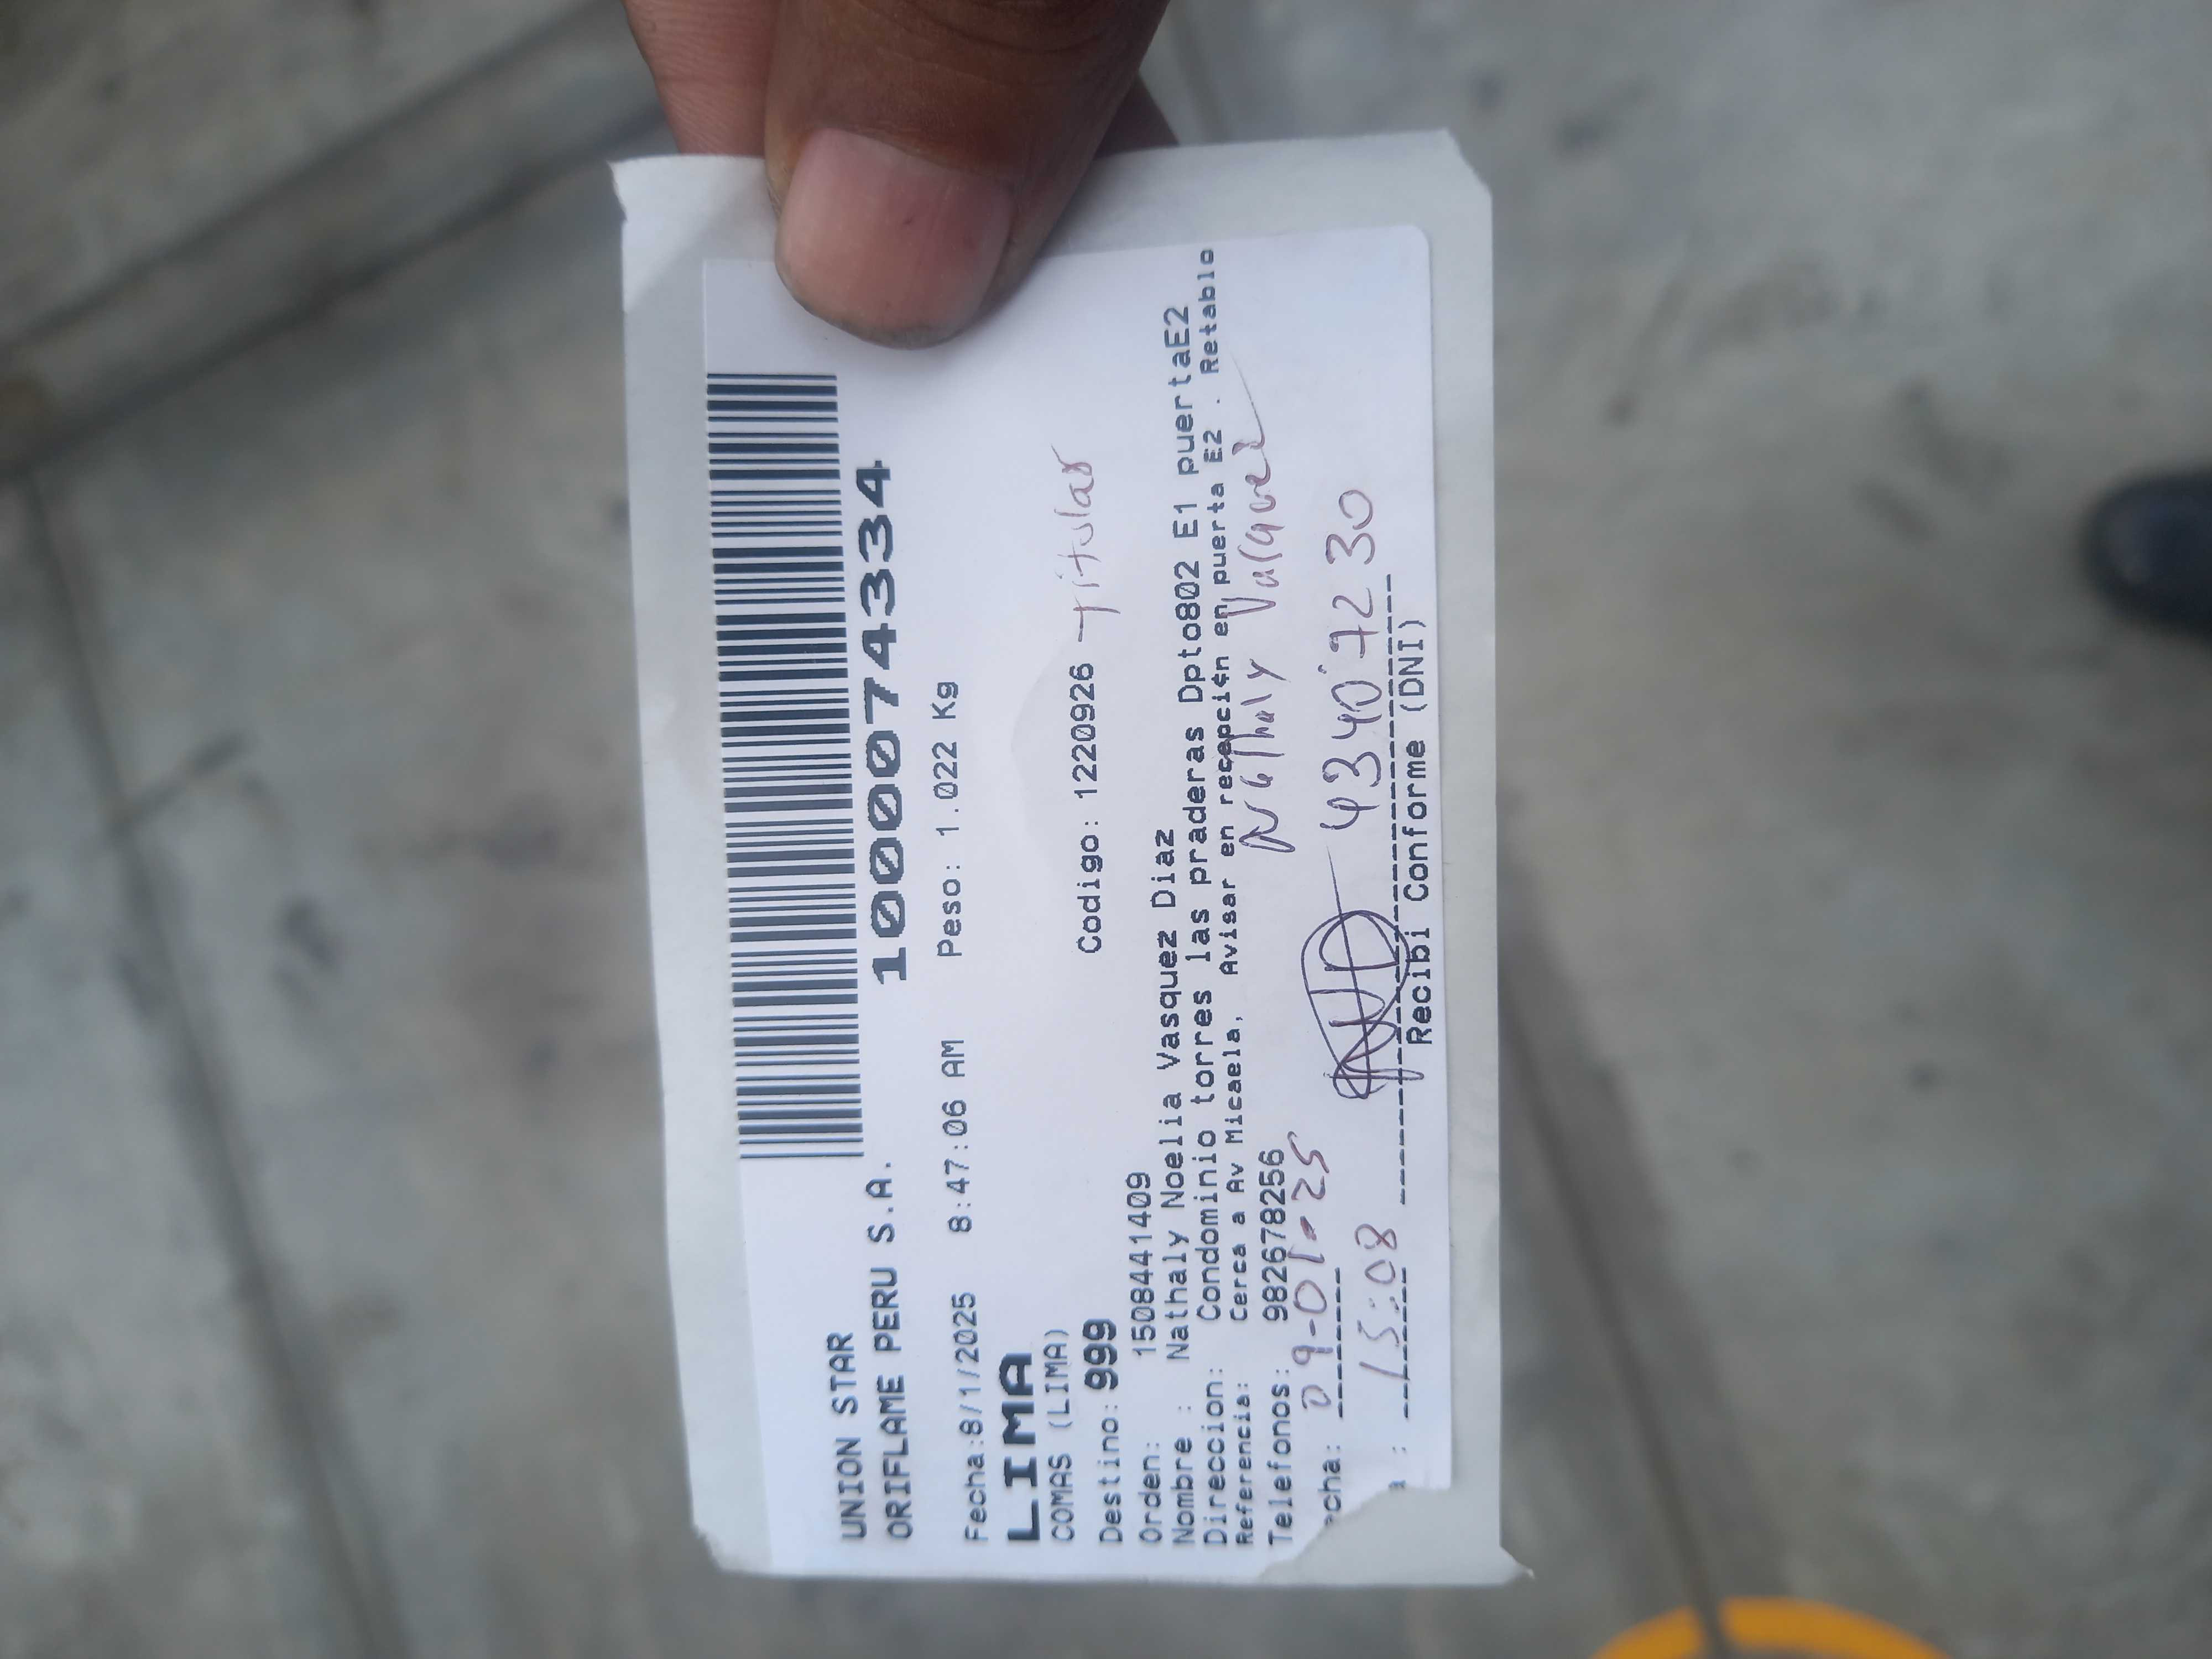 UNION STAR
ORIFLAME PERU S.A.
100074334
Fecha:8/1/2025 8:47:06 AM Peso: 1.022 Kg
LIMA
COMAS (LIMA)
Destino: 999 Codigo: 1220926 titular
Orden: 1508441409
Nombre : Nathaly Noelia Vasquez Diaz
Direccion: Condominio torres las praderas Dpto802 E1 puertaE2
Referencia: Cerca a Av Micaela, Avisar en recepci¢n en puerta E2 . Retablo
Telefonos: 982678256 Nathaly Vasquez
echa: 09-01-25
: 15:08 43407230
Recibi Conforme (DNI)